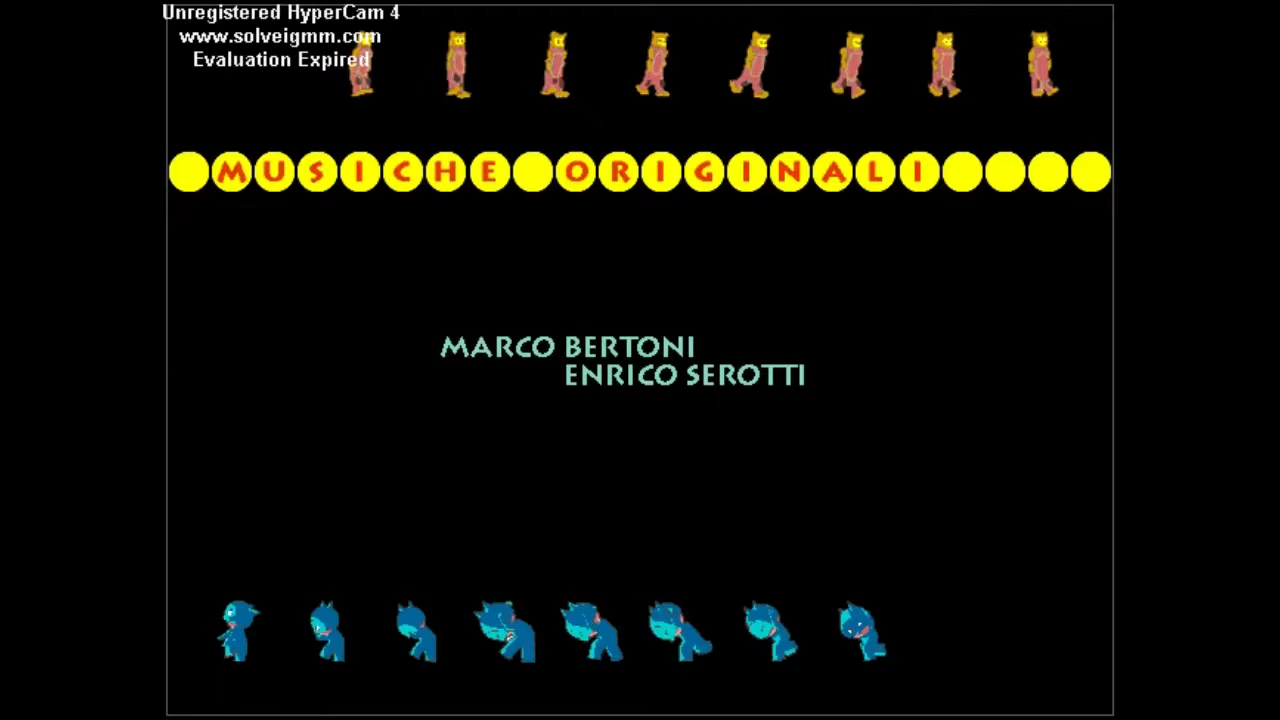 Unregistered HyperCam 4
www.solveigmm.com
Evaluation Expired
MUSICHE ORIGINALI
MARCO BERTONI
ENRICO SEROTTI